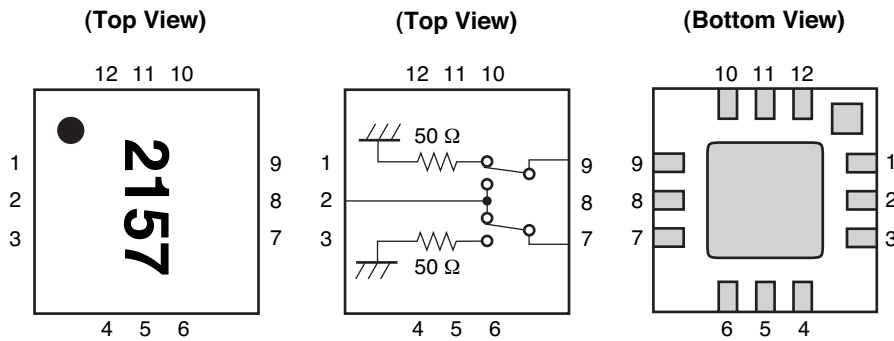 (Top View) (Top View) (Bottom View)
12 11 10 12 11 10 10 11 12
50 Ω
1 9 1 9 9 1
2157
2 8 2 8 8 2
3 7 3 7 7 3
50 Ω
4 5 6 4 5 6 6 5 4